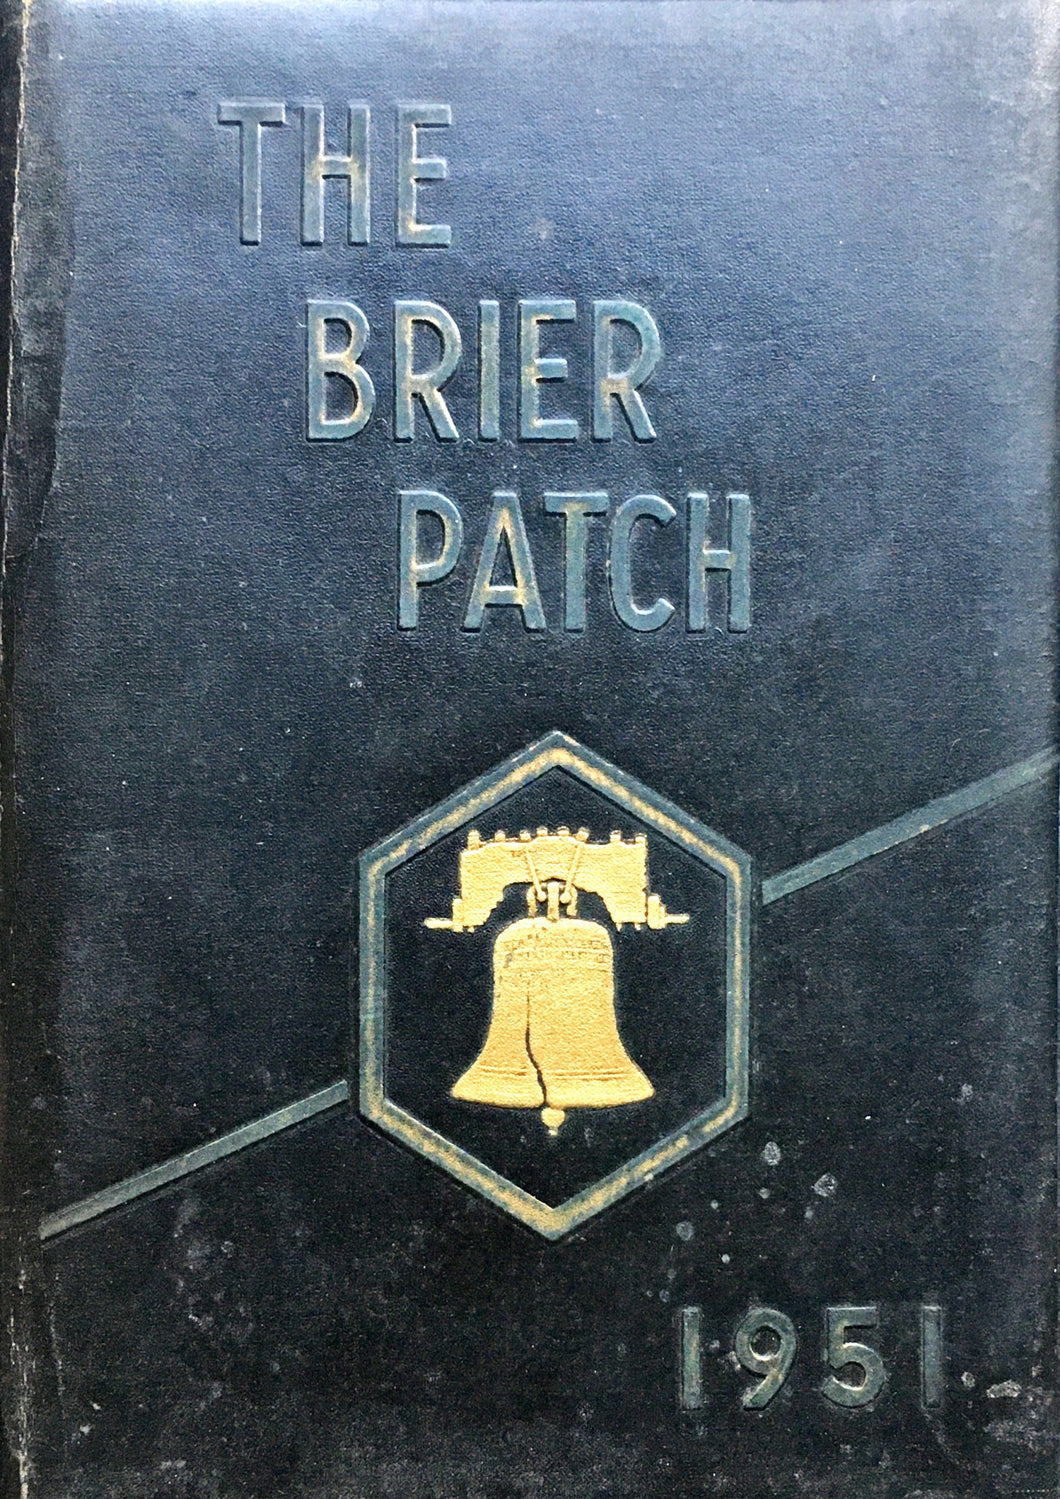 THE
BRIER
PATCH
1951